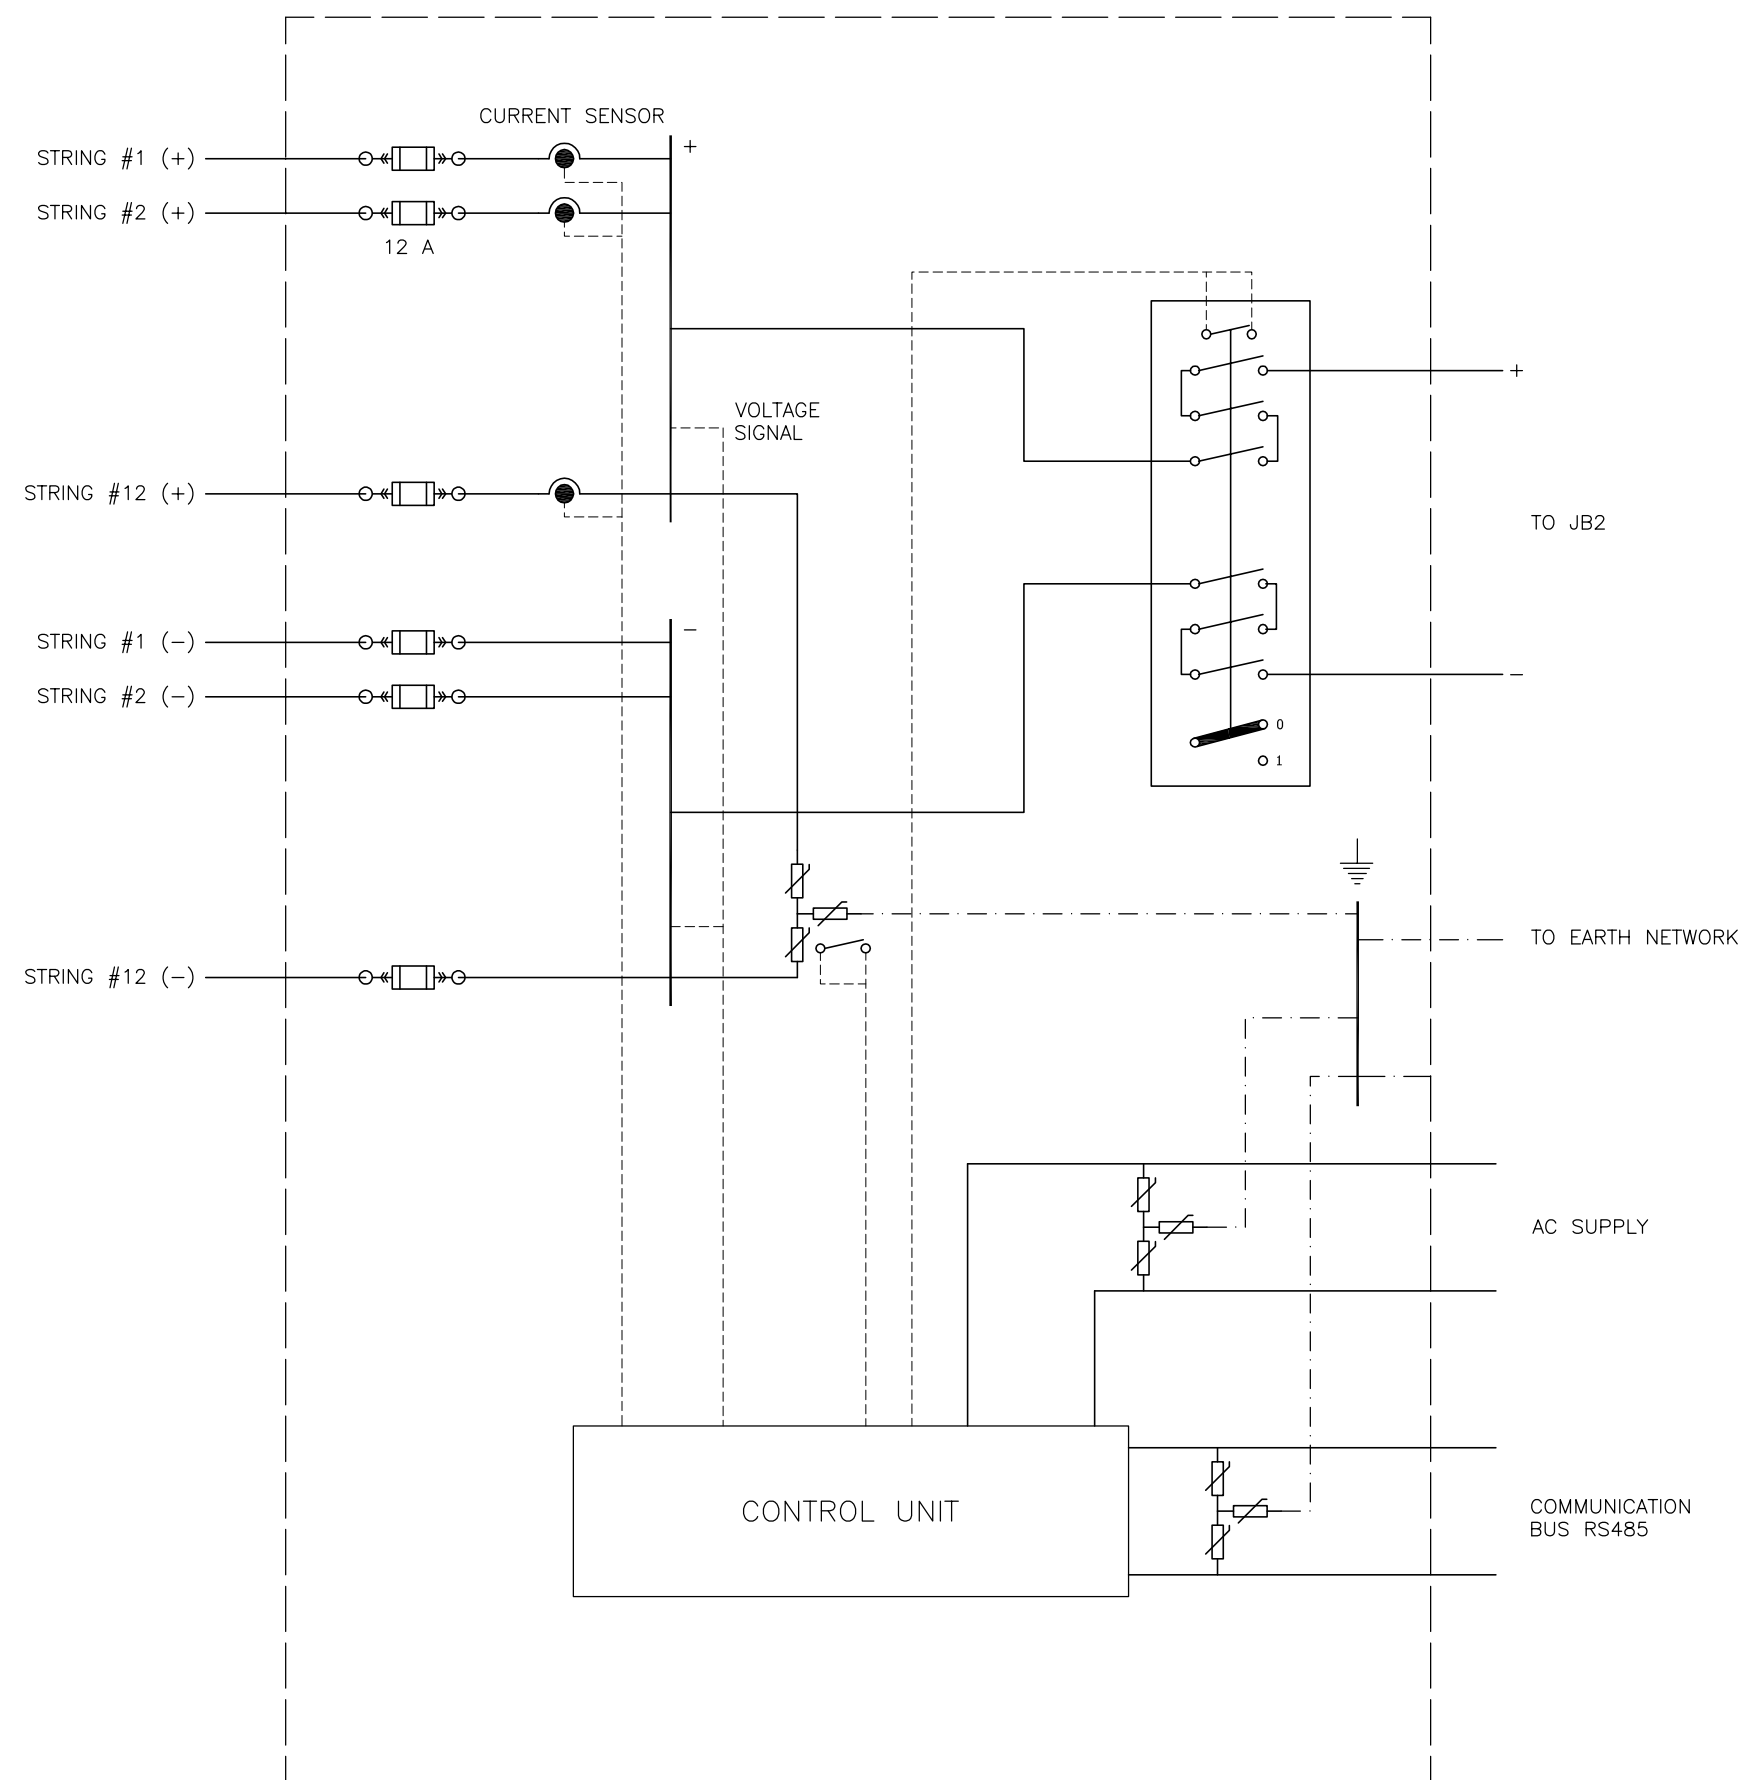 CURRENT SENSOR
STRING #1 (+)
+
STRING #2 (+)
12 A
+
VOLTAGE
SIGNAL
STRING #12 (+)
TO JB2
STRING #1 (-)
-
STRING #2 (-)
-
0
1
TO EARTH NETWORK
STRING #12 (-)
AC SUPPLY
CONTROL UNIT
COMMUNICATION
BUS RS485